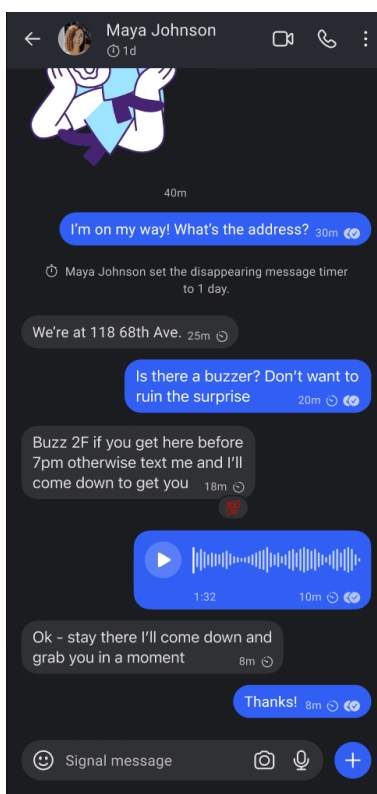 Maya Johnson
1d
40m
I'm on my way! What's the address? 30m
Maya Johnson set the disappearing message timer
to 1 day.
We're at 118 68th Ave. 25m
Is there a buzzer? Don't want to
ruin the surprise 20m
Buzz 2F if you get here before
7pm otherwise text me and I'll
come down to get you 18m
💯
1:32 10m
Ok - stay there I'll come down and
grab you in a moment 8m
Thanks! 8m
Signal message